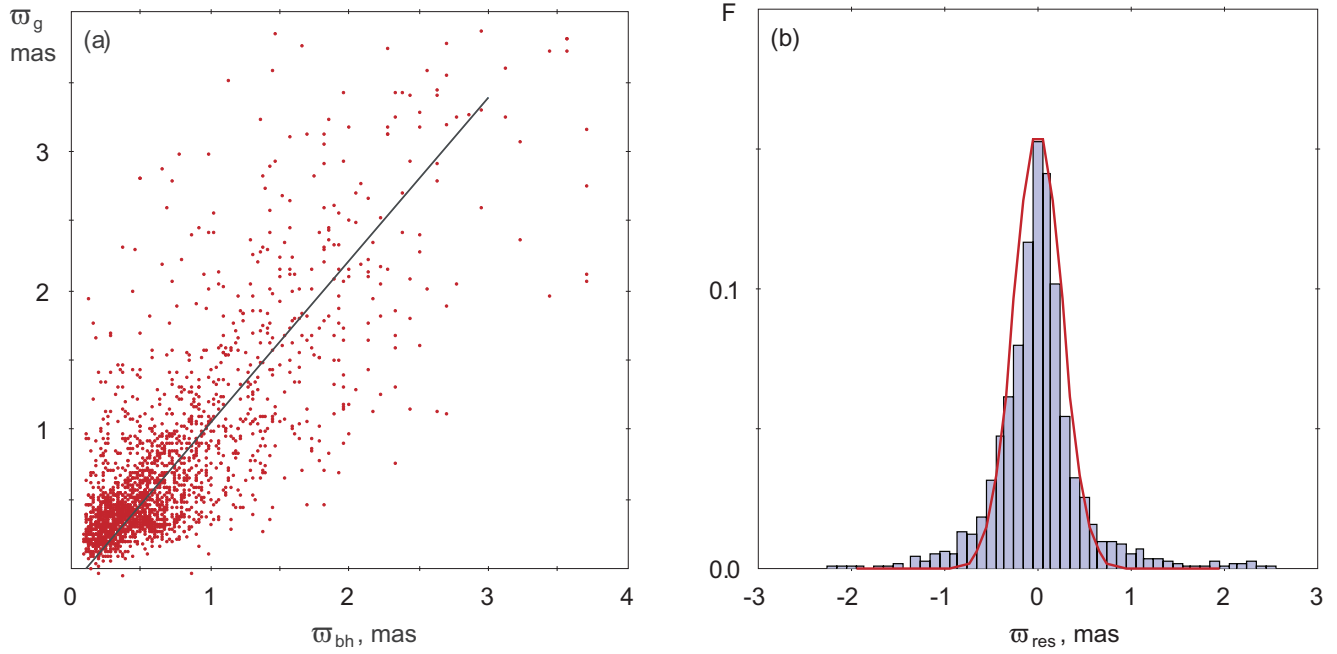 ϖg
mas
(a)
3
2
1
0 1 2 3 4
ϖbh , mas
F
(b)
0.1
0.0
-3 -2 -1 0 1 2 3
ϖres , mas